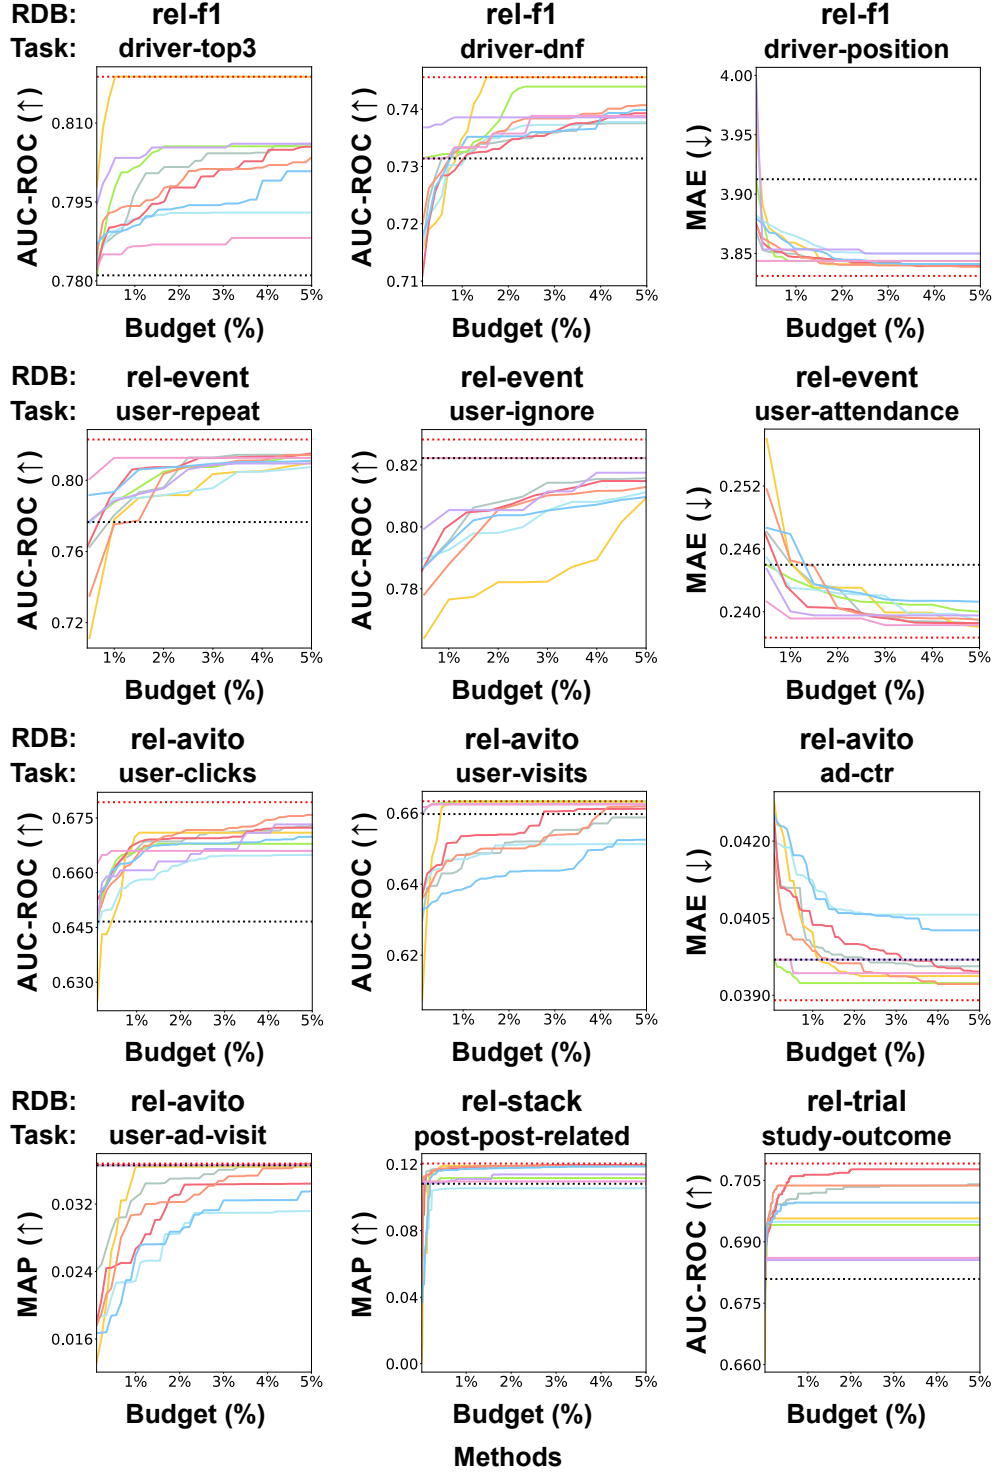 RDB: rel-f1 rel-f1 rel-f1
Task: driver-top3 driver-dnf driver-position
AUC-ROC (↑) 0.810 0.795 0.780
1% 2% 3% 4% 5%
Budget (%)
AUC-ROC (↑) 0.74 0.73 0.72 0.71
1% 2% 3% 4% 5%
Budget (%)
MAE (↓) 4.00 3.95 3.90 3.85
1% 2% 3% 4% 5%
Budget (%)
RDB: rel-event rel-event rel-event
Task: user-repeat user-ignore user-attendance
AUC-ROC (↑) 0.80 0.76 0.72
1% 2% 3% 4% 5%
Budget (%)
AUC-ROC (↑) 0.82 0.80 0.78
1% 2% 3% 4% 5%
Budget (%)
MAE (↓) 0.252 0.246 0.240
1% 2% 3% 4% 5%
Budget (%)
RDB: rel-avito rel-avito rel-avito
Task: user-clicks user-visits ad-ctr
AUC-ROC (↑) 0.675 0.660 0.645 0.630
1% 2% 3% 4% 5%
Budget (%)
AUC-ROC (↑) 0.66 0.64 0.62
1% 2% 3% 4% 5%
Budget (%)
MAE (↓) 0.0420 0.0405 0.0390
1% 2% 3% 4% 5%
Budget (%)
RDB: rel-avito rel-stack rel-trial
Task: user-ad-visit post-post-related study-outcome
MAP (↑) 0.032 0.024 0.016
1% 2% 3% 4% 5%
Budget (%)
MAP (↑) 0.12 0.08 0.04 0.00
1% 2% 3% 4% 5%
Budget (%)
AUC-ROC (↑) 0.705 0.690 0.675 0.660
1% 2% 3% 4% 5%
Budget (%)
Methods